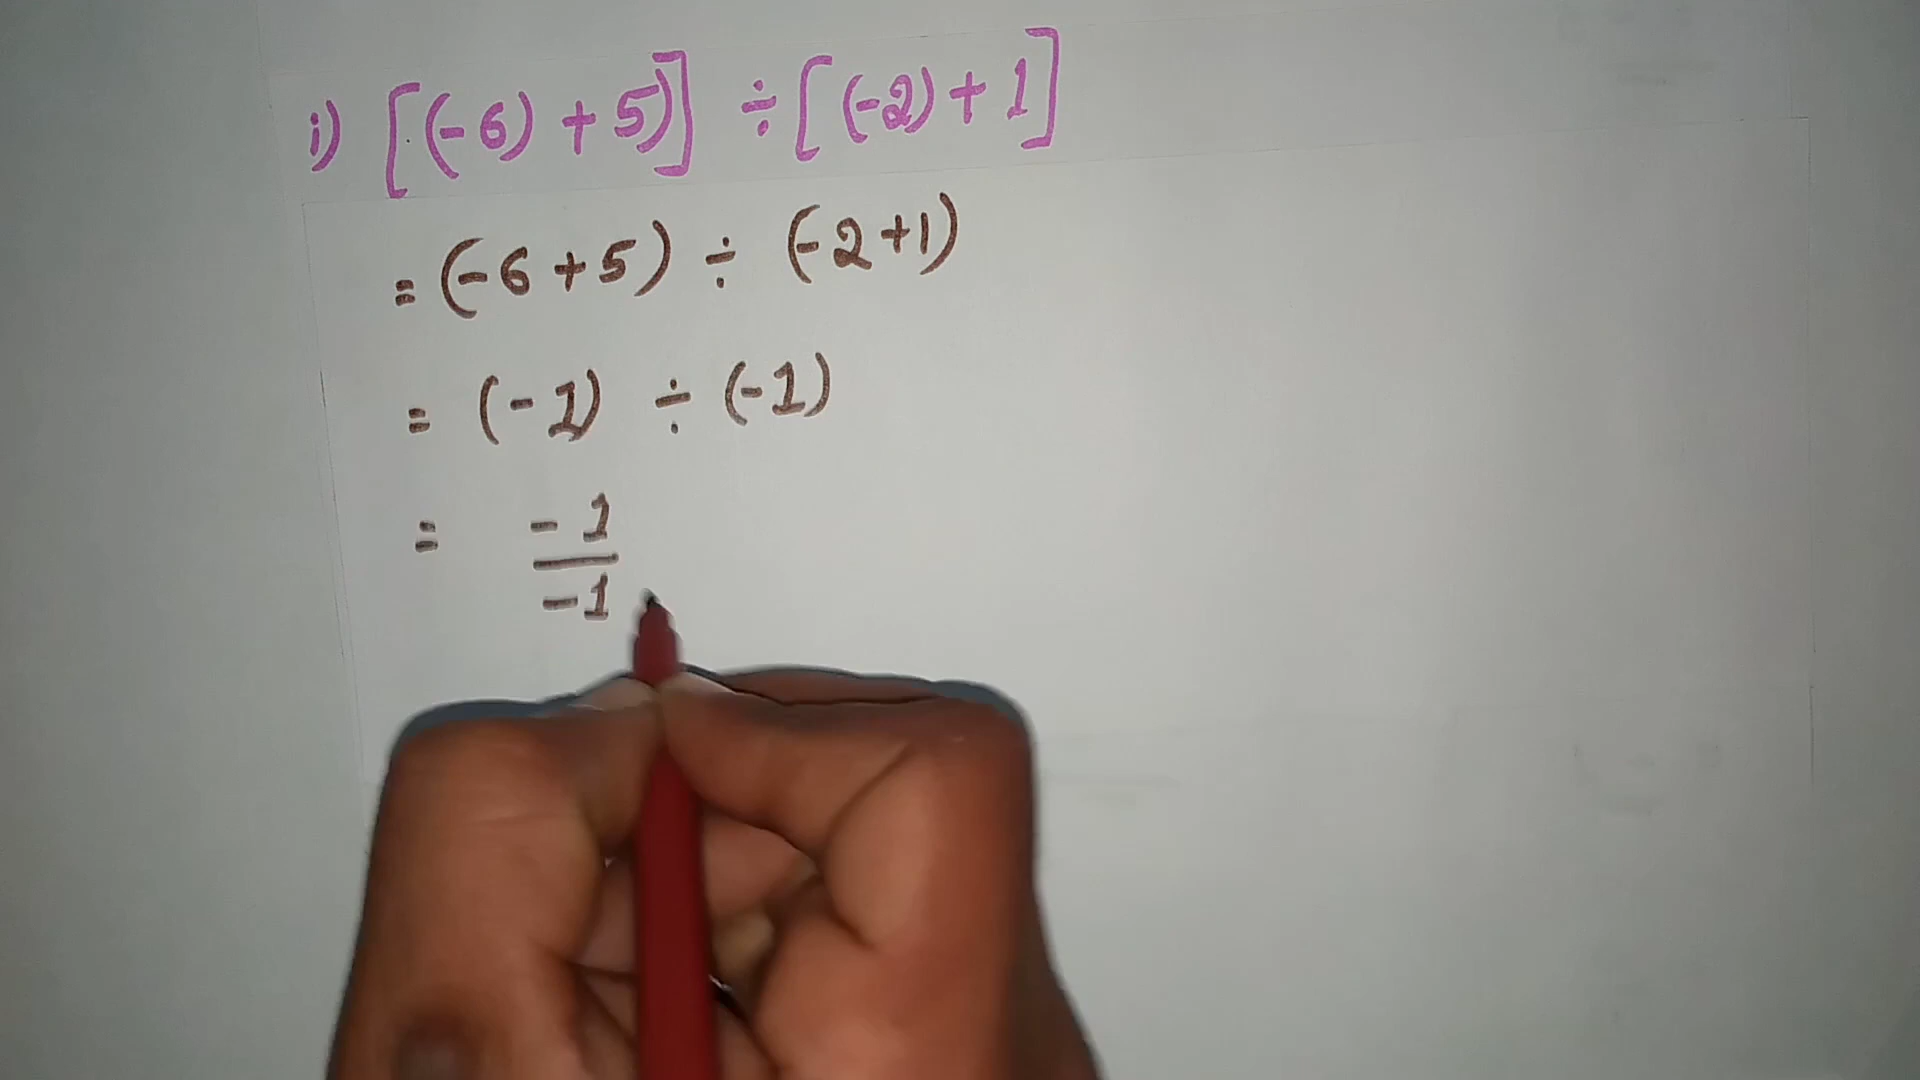 i) [(-6) + 5)] ÷ [(-2) + 1]
= (-6 + 5) ÷ (-2 + 1)
= (-1) ÷ (-1)
= -1/-1